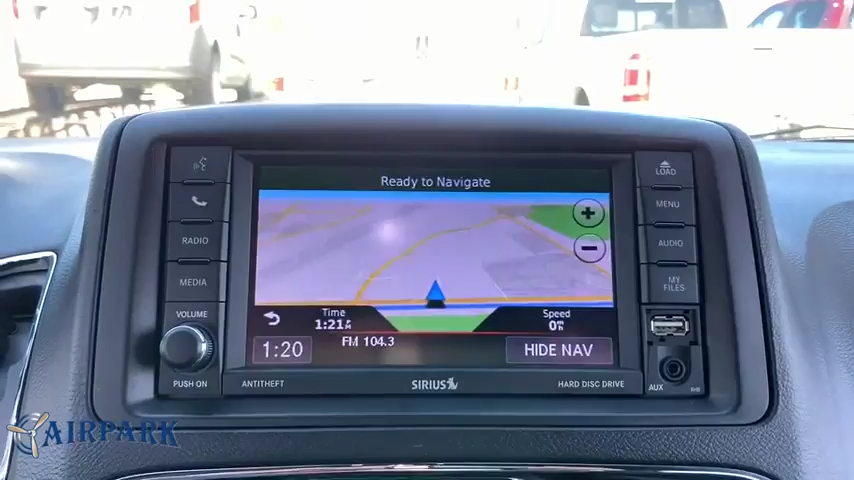 Ready to Navigate
LOAD
MENU
RADIO
AUDIO
MEDIA
MY FILES
VOLUME
Time
1:21
Speed
0
1:20
FM 104.3
HIDE NAV
PUSH ON
ANTITHEFT
SIRIUS
HARD DISC DRIVE
AUX
AIRPARK